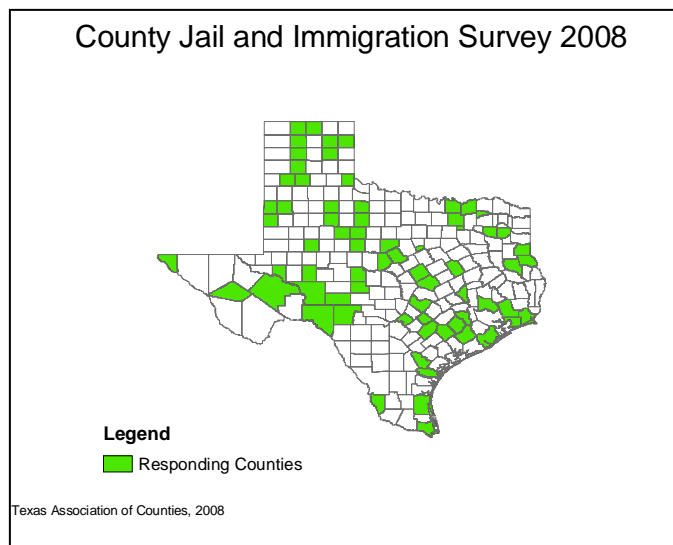 County Jail and Immigration Survey 2008
Legend
Responding Counties
Texas Association of Counties, 2008